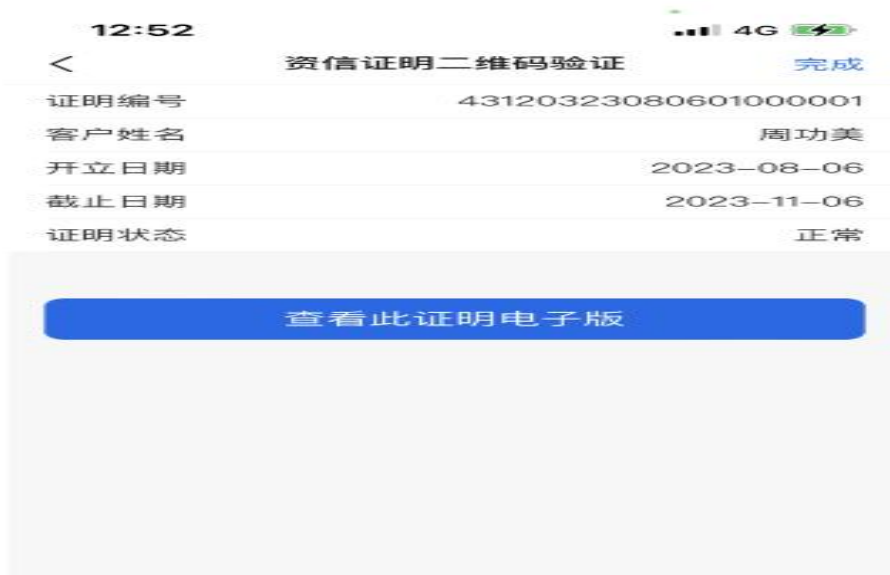 12:52 4G
< 资信证明二维码验证 完成
证明编号 43120323080601000001
客户姓名 周功美
开立日期 2023-08-06
截止日期 2023-11-06
证明状态 正常
查看此证明电子版